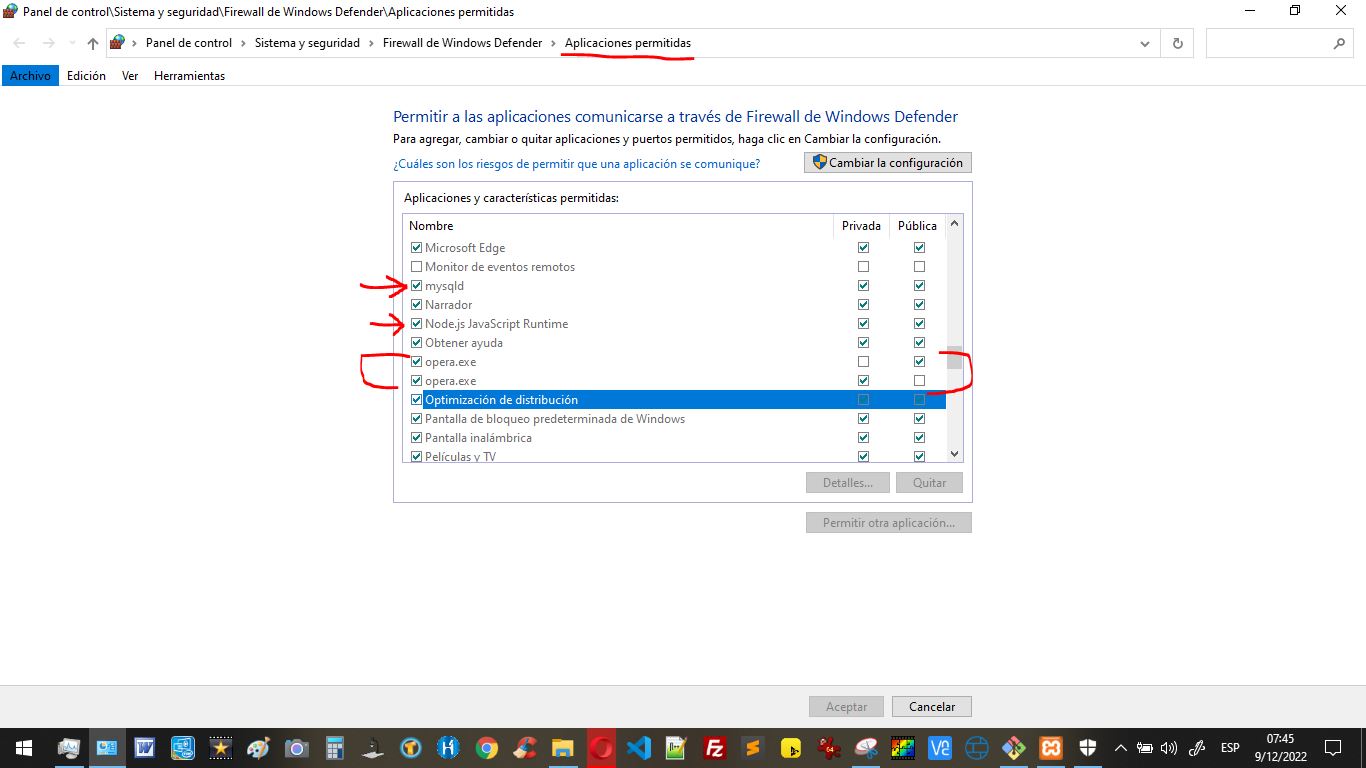 Panel de control\Sistema y seguridad\Firewall de Windows Defender\Aplicaciones permitidas
Panel de control > Sistema y seguridad > Firewall de Windows Defender > Aplicaciones permitidas
Archivo Edición Ver Herramientas
Permitir a las aplicaciones comunicarse a través de Firewall de Windows Defender
Para agregar, cambiar o quitar aplicaciones y puertos permitidos, haga clic en Cambiar la configuración.
¿Cuáles son los riesgos de permitir que una aplicación se comunique? Cambiar la configuración
Aplicaciones y características permitidas:
Nombre Privada Pública
Microsoft Edge
Monitor de eventos remotos
mysqld
Narrador
Node.js JavaScript Runtime
Obtener ayuda
opera.exe
opera.exe
Optimización de distribución
Pantalla de bloqueo predeterminada de Windows
Pantalla inalámbrica
Películas y TV
Detalles... Quitar
Permitir otra aplicación...
Aceptar Cancelar
ESP 07:45
9/12/2022